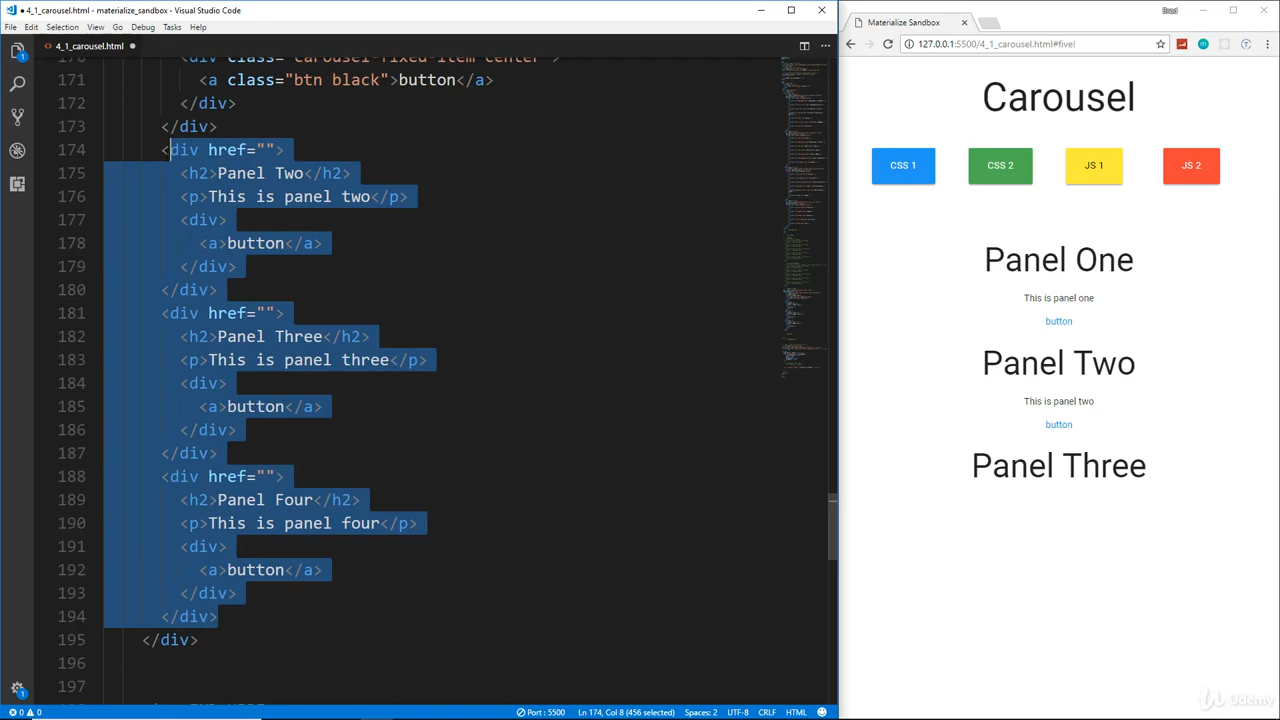 4_1_carousel.html - materialize_sandbox - Visual Studio Code
File Edit Selection View Go Debug Tasks Help
4_1_carousel.html
171 <a class="btn black">button</a>
172 </div>
173 </div>
174 <div href="">
175 <h2>Panel Two</h2>
176 <p>This is panel two</p>
177 <div>
178 <a>button</a>
179 </div>
180 </div>
181 <div href="">
182 <h2>Panel Three</h2>
183 <p>This is panel three</p>
184 <div>
185 <a>button</a>
186 </div>
187 </div>
188 <div href="">
189 <h2>Panel Four</h2>
190 <p>This is panel four</p>
191 <div>
192 <a>button</a>
193 </div>
194 </div>
195 </div>
196
197
0 0 Port : 5500 Ln 174, Col 8 (456 selected) Spaces: 2 UTF-8 CRLF HTML
Brad
Materialize Sandbox
127.0.0.1:5500/4_1_carousel.html#five!
Carousel
CSS 1 CSS 2 JS 1 JS 2
Panel One
This is panel one
button
Panel Two
This is panel two
button
Panel Three
Udemy